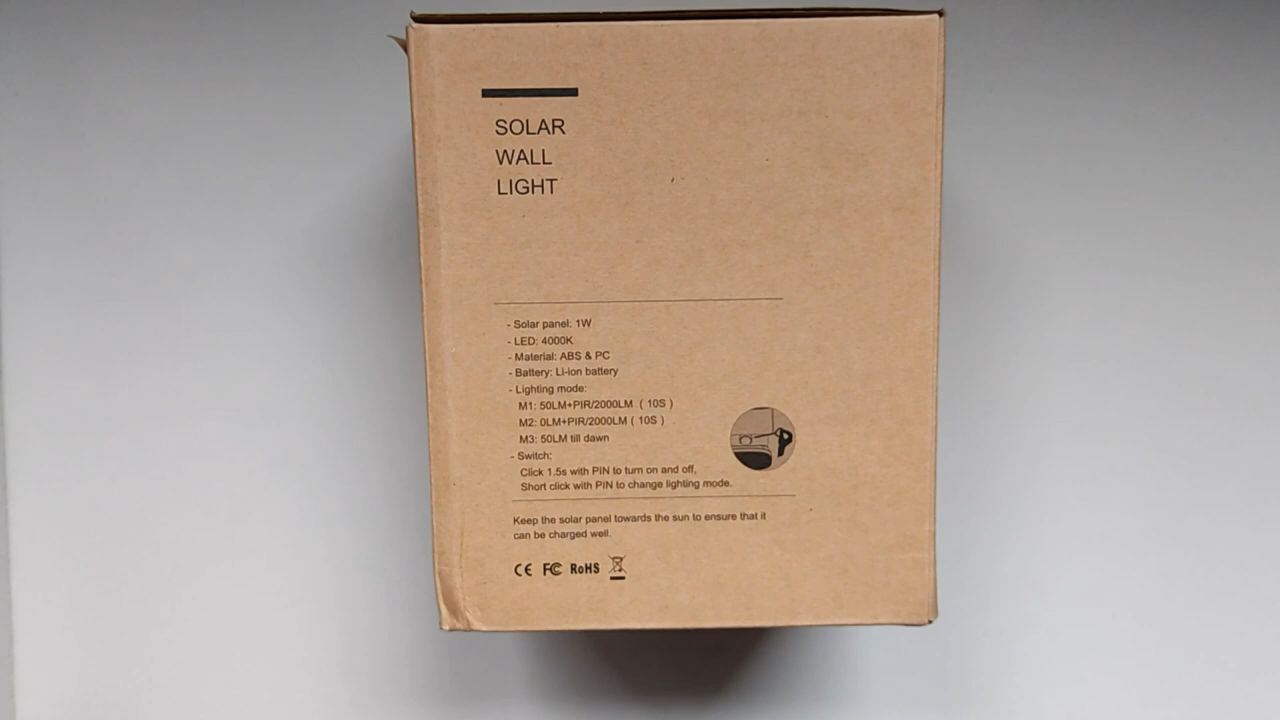 SOLAR
WALL
LIGHT
- Solar panel: 1W
- LED: 4000K
- Material: ABS & PC
- Battery: Li-ion battery
- Lighting mode:
M1: 50LM+PIR/2000LM ( 10S )
M2: 0LM+PIR/2000LM ( 10S )
M3: 50LM till dawn
- Switch:
Click 1.5s with PIN to turn on and off,
Short click with PIN to change lighting mode.
Keep the solar panel towards the sun to ensure that it
can be charged well.
CE FC RoHS